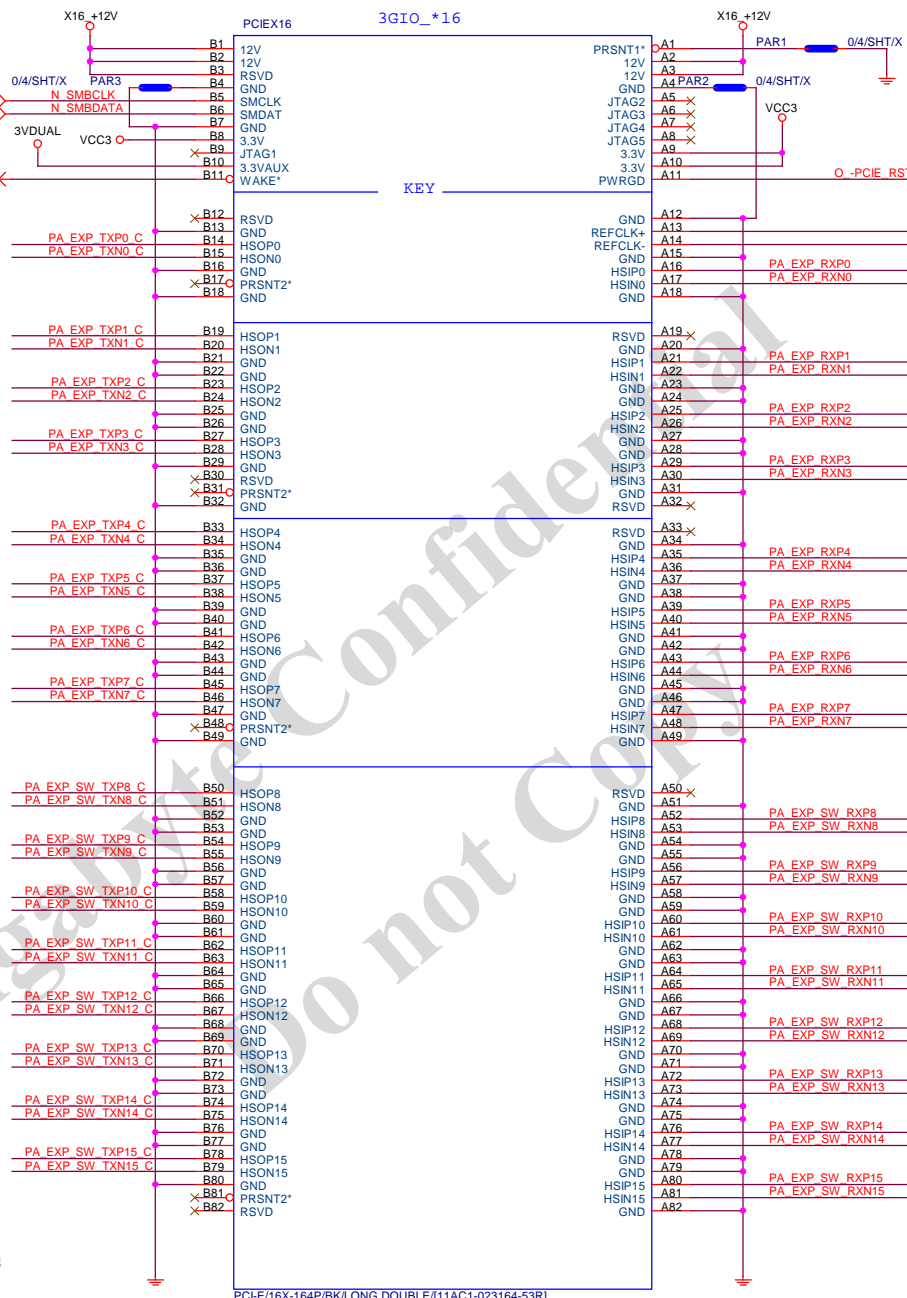 X16_+12V 3GIO_*16 X16_+12V
PCIEX16
B1 12V PRSNT1* A1 PAR1 0/4/SHT/X
B2 12V 12V A2
B3 RSVD 12V A3
0/4/SHT/X PAR3 B4 GND GND A4 PAR2 0/4/SHT/X
N_SMBCLK B5 SMCLK JTAG2 A5
N_SMBDATA B6 SMDAT JTAG3 A6
B7 GND JTAG4 A7 VCC3
3VDUAL VCC3 B8 3.3V JTAG5 A8
B9 JTAG1 3.3V A9
B10 3.3VAUX 3.3V A10
B11 WAKE* PWRGD A11 O_-PCIE_RS
KEY
B12 RSVD GND A12
B13 GND REFCLK+ A13
PA_EXP_TXP0_C B14 HSOP0 REFCLK- A14
PA_EXP_TXN0_C B15 HSON0 GND A15
B16 GND HSIP0 A16 PA_EXP_RXP0
B17 PRSNT2* HSIN0 A17 PA_EXP_RXN0
B18 GND GND A18
PA_EXP_TXP1_C B19 HSOP1 RSVD A19
PA_EXP_TXN1_C B20 HSON1 GND A20
B21 GND HSIP1 A21 PA_EXP_RXP1
B22 GND HSIN1 A22 PA_EXP_RXN1
PA_EXP_TXP2_C B23 HSOP2 GND A23
PA_EXP_TXN2_C B24 HSON2 GND A24
B25 GND HSIP2 A25 PA_EXP_RXP2
B26 GND HSIN2 A26 PA_EXP_RXN2
PA_EXP_TXP3_C B27 HSOP3 GND A27
PA_EXP_TXN3_C B28 HSON3 GND A28
B29 GND HSIP3 A29 PA_EXP_RXP3
B30 RSVD HSIN3 A30 PA_EXP_RXN3
B31 PRSNT2* GND A31
B32 GND RSVD A32
PA_EXP_TXP4_C B33 HSOP4 RSVD A33
PA_EXP_TXN4_C B34 HSON4 GND A34
B35 GND HSIP4 A35 PA_EXP_RXP4
B36 GND HSIN4 A36 PA_EXP_RXN4
PA_EXP_TXP5_C B37 HSOP5 GND A37
PA_EXP_TXN5_C B38 HSON5 GND A38
B39 GND HSIP5 A39 PA_EXP_RXP5
B40 GND HSIN5 A40 PA_EXP_RXN5
PA_EXP_TXP6_C B41 HSOP6 GND A41
PA_EXP_TXN6_C B42 HSON6 GND A42
B43 GND HSIP6 A43 PA_EXP_RXP6
B44 GND HSIN6 A44 PA_EXP_RXN6
PA_EXP_TXP7_C B45 HSOP7 GND A45
PA_EXP_TXN7_C B46 HSON7 GND A46
B47 GND HSIP7 A47 PA_EXP_RXP7
B48 PRSNT2* HSIN7 A48 PA_EXP_RXN7
B49 GND GND A49
PA_EXP_SW_TXP8_C B50 HSOP8 RSVD A50
PA_EXP_SW_TXN8_C B51 HSON8 GND A51
B52 GND HSIP8 A52 PA_EXP_SW_RXP8
B53 GND HSIN8 A53 PA_EXP_SW_RXN8
PA_EXP_SW_TXP9_C B54 HSOP9 GND A54
PA_EXP_SW_TXN9_C B55 HSON9 GND A55
B56 GND HSIP9 A56 PA_EXP_SW_RXP9
B57 GND HSIN9 A57 PA_EXP_SW_RXN9
PA_EXP_SW_TXP10_C B58 HSOP10 GND A58
PA_EXP_SW_TXN10_C B59 HSON10 GND A59
B60 GND HSIP10 A60 PA_EXP_SW_RXP10
B61 GND HSIN10 A61 PA_EXP_SW_RXN10
PA_EXP_SW_TXP11_C B62 HSOP11 GND A62
PA_EXP_SW_TXN11_C B63 HSON11 GND A63
B64 GND HSIP11 A64 PA_EXP_SW_RXP11
B65 GND HSIN11 A65 PA_EXP_SW_RXN11
PA_EXP_SW_TXP12_C B66 HSOP12 GND A66
PA_EXP_SW_TXN12_C B67 HSON12 GND A67
B68 GND HSIP12 A68 PA_EXP_SW_RXP12
B69 GND HSIN12 A69 PA_EXP_SW_RXN12
PA_EXP_SW_TXP13_C B70 HSOP13 GND A70
PA_EXP_SW_TXN13_C B71 HSON13 GND A71
B72 GND HSIP13 A72 PA_EXP_SW_RXP13
B73 GND HSIN13 A73 PA_EXP_SW_RXN13
PA_EXP_SW_TXP14_C B74 HSOP14 GND A74
PA_EXP_SW_TXN14_C B75 HSON14 GND A75
B76 GND HSIP14 A76 PA_EXP_SW_RXP14
B77 GND HSIN14 A77 PA_EXP_SW_RXN14
PA_EXP_SW_TXP15_C B78 HSOP15 GND A78
PA_EXP_SW_TXN15_C B79 HSON15 GND A79
B80 GND HSIP15 A80 PA_EXP_SW_RXP15
B81 PRSNT2* HSIN15 A81 PA_EXP_SW_RXN15
B82 RSVD GND A82
PCI-E/16X-164P/BK/LONG DOUBLE/[11AC1-023164-53R]
igabyte Confidential
Do not Copy